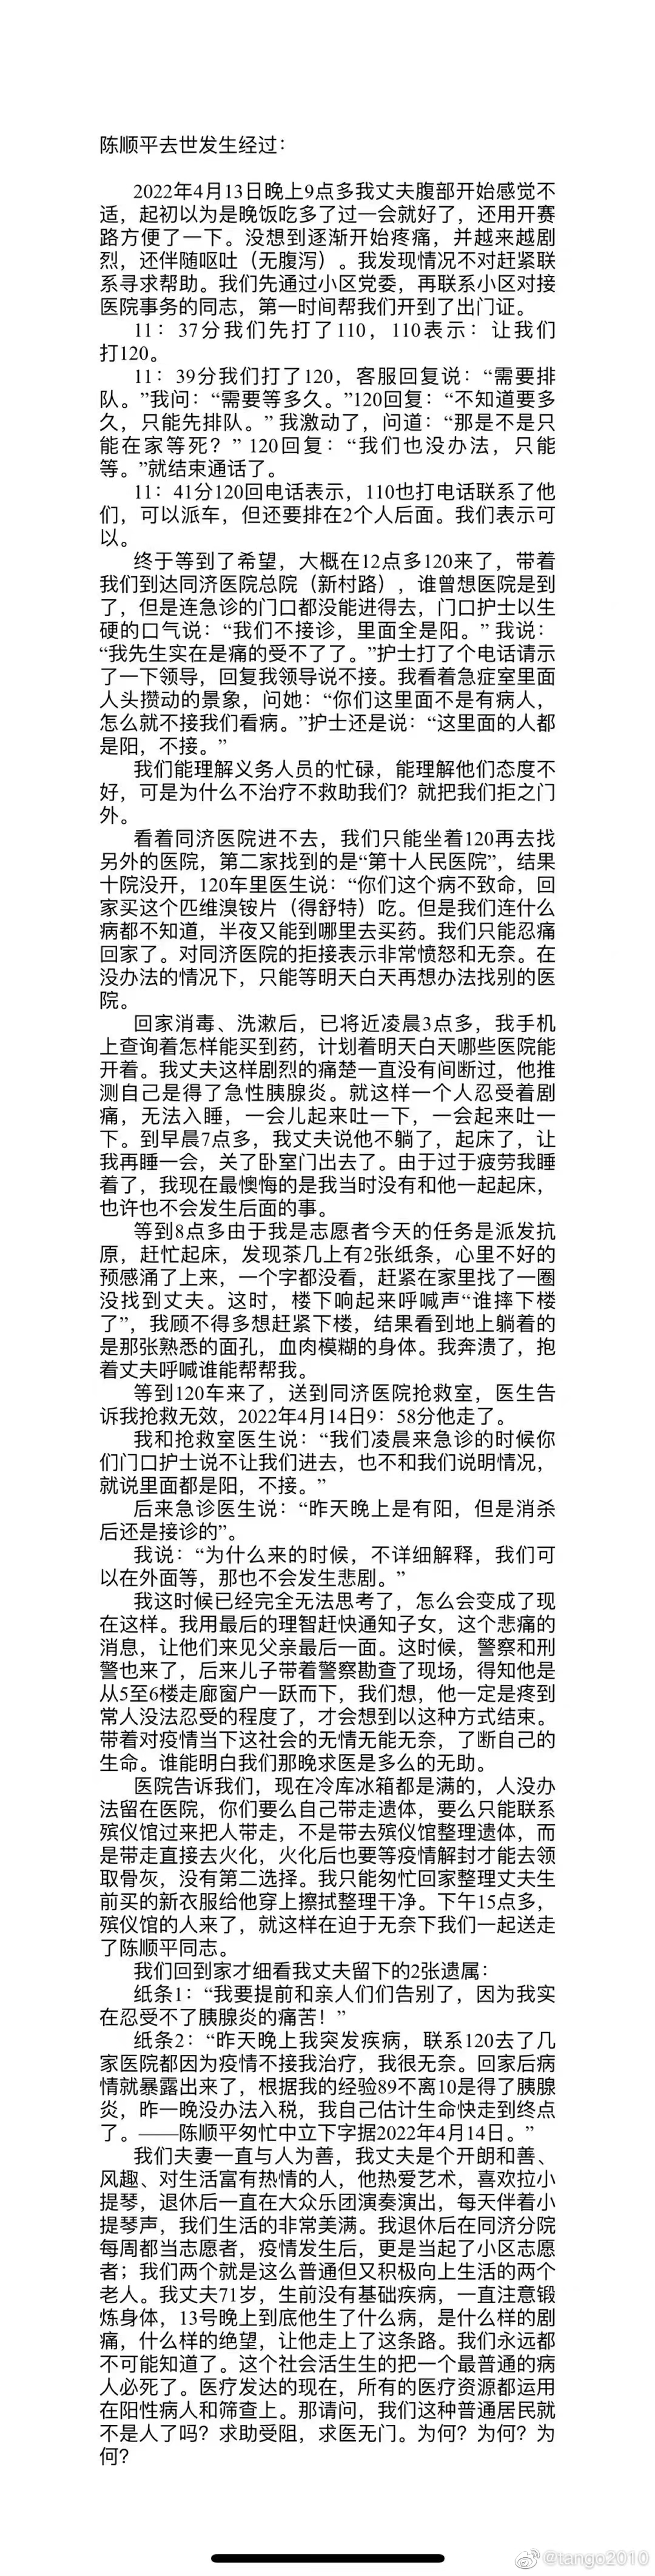 陈顺平去世发生经过：
2022年4月13日晚上9点多我丈夫腹部开始感觉不
适，起初以为是晚饭吃多了过一会就好了，还用开赛
路方便了一下。没想到逐渐开始疼痛，并越来越剧
烈，还伴随呕吐（无腹泻）。我发现情况不对赶紧联
系寻求帮助。我们先通过小区党委，再联系小区对接
医院事务的同志，第一时间帮我们开到了出门证。
11：37分我们先打了110，110表示：让我们
打120。
11：39分我们打了120，客服回复说：“需要排
队。”我问：“需要等多久。”120回复：“不知道要多
久，只能先排队。” 我激动了，问道：“那是不是只
能在家等死？” 120回复：“我们也没办法，只能
等。”就结束通话了。
11：41分120回电话表示，110也打电话联系了他
们，可以派车，但还要排在2个人后面。我们表示可
以。
终于等到了希望，大概在12点多120来了，带着
我们到达同济医院总院（新村路），谁曾想医院是到
了，但是连急诊的门口都没能进得去，门口护士以生
硬的口气说：“我们不接诊，里面全是阳。” 我说：
“我先生实在是痛的受不了了。”护士打了个电话请示
了一下领导，回复我领导说不接。我看着急症室里面
人头攒动的景象，问她：“你们这里面不是有病人，
怎么就不接我们看病。”护士还是说：“这里面的人都
是阳，不接。”
我们能理解义务人员的忙碌，能理解他们态度不
好，可是为什么不治疗不救助我们？就把我们拒之门
外。
看着同济医院进不去，我们只能坐着120再去找
另外的医院，第二家找到的是“第十人民医院”，结果
十院没开，120车里医生说：“你们这个病不致命，回
家买这个匹维溴铵片（得舒特）吃。但是我们连什么
病都不知道，半夜又能到哪里去买药。我们只能忍痛
回家了。对同济医院的拒接表示非常愤怒和无奈。在
没办法的情况下，只能等明天白天再想办法找别的医
院。
回家消毒、洗漱后，已将近凌晨3点多，我手机
上查询着怎样能买到药，计划着明天白天哪些医院能
开着。我丈夫这样剧烈的痛楚一直没有间断过，他推
测自己是得了急性胰腺炎。就这样一个人忍受着剧
痛，无法入睡，一会儿起来吐一下，一会起来吐一
下。到早晨7点多，我丈夫说他不躺了，起床了，让
我再睡一会，关了卧室门出去了。由于过于疲劳我睡
着了，我现在最懊悔的是我当时没有和他一起起床，
也许也不会发生后面的事。
等到8点多由于我是志愿者今天的任务是派发抗
原，赶忙起床，发现茶几上有2张纸条，心里不好的
预感涌了上来，一个字都没看，赶紧在家里找了一圈
没找到丈夫。这时，楼下响起来呼喊声“谁摔下楼
了”，我顾不得多想赶紧下楼，结果看到地上躺着的
是那张熟悉的面孔，血肉模糊的身体。我奔溃了，抱
着丈夫呼喊谁能帮帮我。
等到120车来了，送到同济医院抢救室，医生告
诉我抢救无效，2022年4月14日9：58分他走了。
我和抢救室医生说：“我们凌晨来急诊的时候你
们门口护士说不让我们进去，也不和我们说明情况，
就说里面都是阳，不接。”
后来急诊医生说：“昨天晚上是有阳，但是消杀
后还是接诊的”。
我说：“为什么来的时候，不详细解释，我们可
以在外面等，那也不会发生悲剧。”
我这时候已经完全无法思考了，怎么会变成了现
在这样。我用最后的理智赶快通知子女，这个悲痛的
消息，让他们来见父亲最后一面。这时候，警察和刑
警也来了，后来儿子带着警察勘查了现场，得知他是
从5至6楼走廊窗户一跃而下，我们想，他一定是疼到
常人没法忍受的程度了，才会想到以这种方式结束。
带着对疫情当下这社会的无情无能无奈，了断自己的
生命。谁能明白我们那晚求医是多么的无助。
医院告诉我们，现在冷库冰箱都是满的，人没办
法留在医院，你们要么自己带走遗体，要么只能联系
殡仪馆过来把人带走，不是带去殡仪馆整理遗体，而
是带走直接去火化，火化后也要等疫情解封才能去领
取骨灰，没有第二选择。我只能匆忙回家整理丈夫生
前买的新衣服给他穿上擦拭整理干净。下午15点多，
殡仪馆的人来了，就这样在迫于无奈下我们一起送走
了陈顺平同志。
我们回到家才细看我丈夫留下的2张遗属：
纸条1：“我要提前和亲人们们告别了，因为我实
在忍受不了胰腺炎的痛苦！”
纸条2：“昨天晚上我突发疾病，联系120去了几
家医院都因为疫情不接我治疗，我很无奈。回家后病
情就暴露出来了，根据我的经验89不离10是得了胰腺
炎，昨一晚没办法入税，我自己估计生命快走到终点
了。——陈顺平匆忙中立下字据2022年4月14日。”
我们夫妻一直与人为善，我丈夫是个开朗和善、
风趣、对生活富有热情的人，他热爱艺术，喜欢拉小
提琴，退休后一直在大众乐团演奏演出，每天伴着小
提琴声，我们生活的非常美满。我退休后在同济分院
每周都当志愿者，疫情发生后，更是当起了小区志愿
者；我们两个就是这么普通但又积极向上生活的两个
老人。我丈夫71岁，生前没有基础疾病，一直注意锻
炼身体，13号晚上到底他生了什么病，是什么样的剧
痛，什么样的绝望，让他走上了这条路。我们永远都
不可能知道了。这个社会活生生的把一个最普通的病
人必死了。医疗发达的现在，所有的医疗资源都运用
在阳性病人和筛查上。那请问，我们这种普通居民就
不是人了吗？求助受阻，求医无门。为何？为何？为
何？
@tango2010